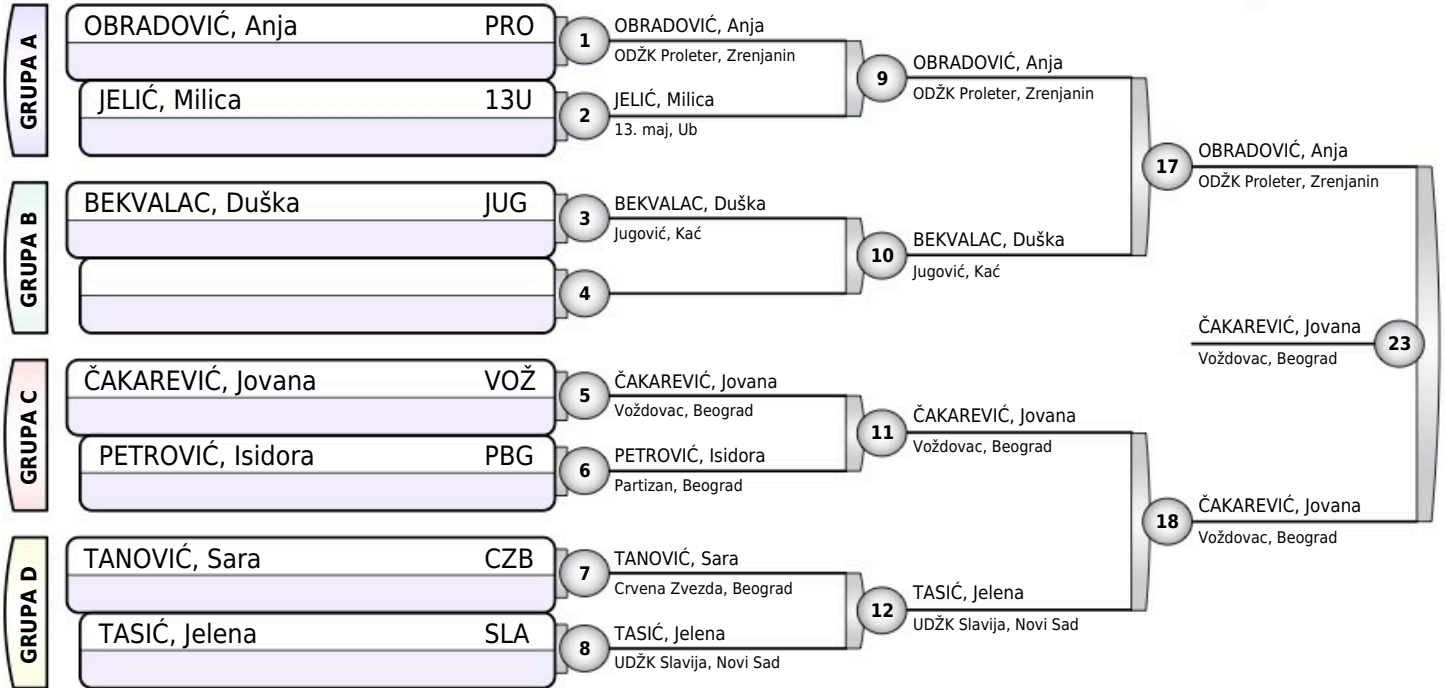 GRUPA A
OBRADOVIĆ, Anja PRO
JELIĆ, Milica 13U
GRUPA B
BEKVALAC, Duška JUG
GRUPA C
ČAKAREVIĆ, Jovana VOŽ
PETROVIĆ, Isidora PBG
GRUPA D
TANOVIĆ, Sara CZB
TASIĆ, Jelena SLA
1
OBRADOVIĆ, Anja
ODŽK Proleter, Zrenjanin
2
JELIĆ, Milica
13. maj, Ub
3
BEKVALAC, Duška
Jugović, Kać
4
5
ČAKAREVIĆ, Jovana
Voždovac, Beograd
6
PETROVIĆ, Isidora
Partizan, Beograd
7
TANOVIĆ, Sara
Crvena Zvezda, Beograd
8
TASIĆ, Jelena
UDŽK Slavija, Novi Sad
9
OBRADOVIĆ, Anja
ODŽK Proleter, Zrenjanin
10
BEKVALAC, Duška
Jugović, Kać
11
ČAKAREVIĆ, Jovana
Voždovac, Beograd
12
TASIĆ, Jelena
UDŽK Slavija, Novi Sad
17
OBRADOVIĆ, Anja
ODŽK Proleter, Zrenjanin
18
ČAKAREVIĆ, Jovana
Voždovac, Beograd
ČAKAREVIĆ, Jovana
Voždovac, Beograd
23